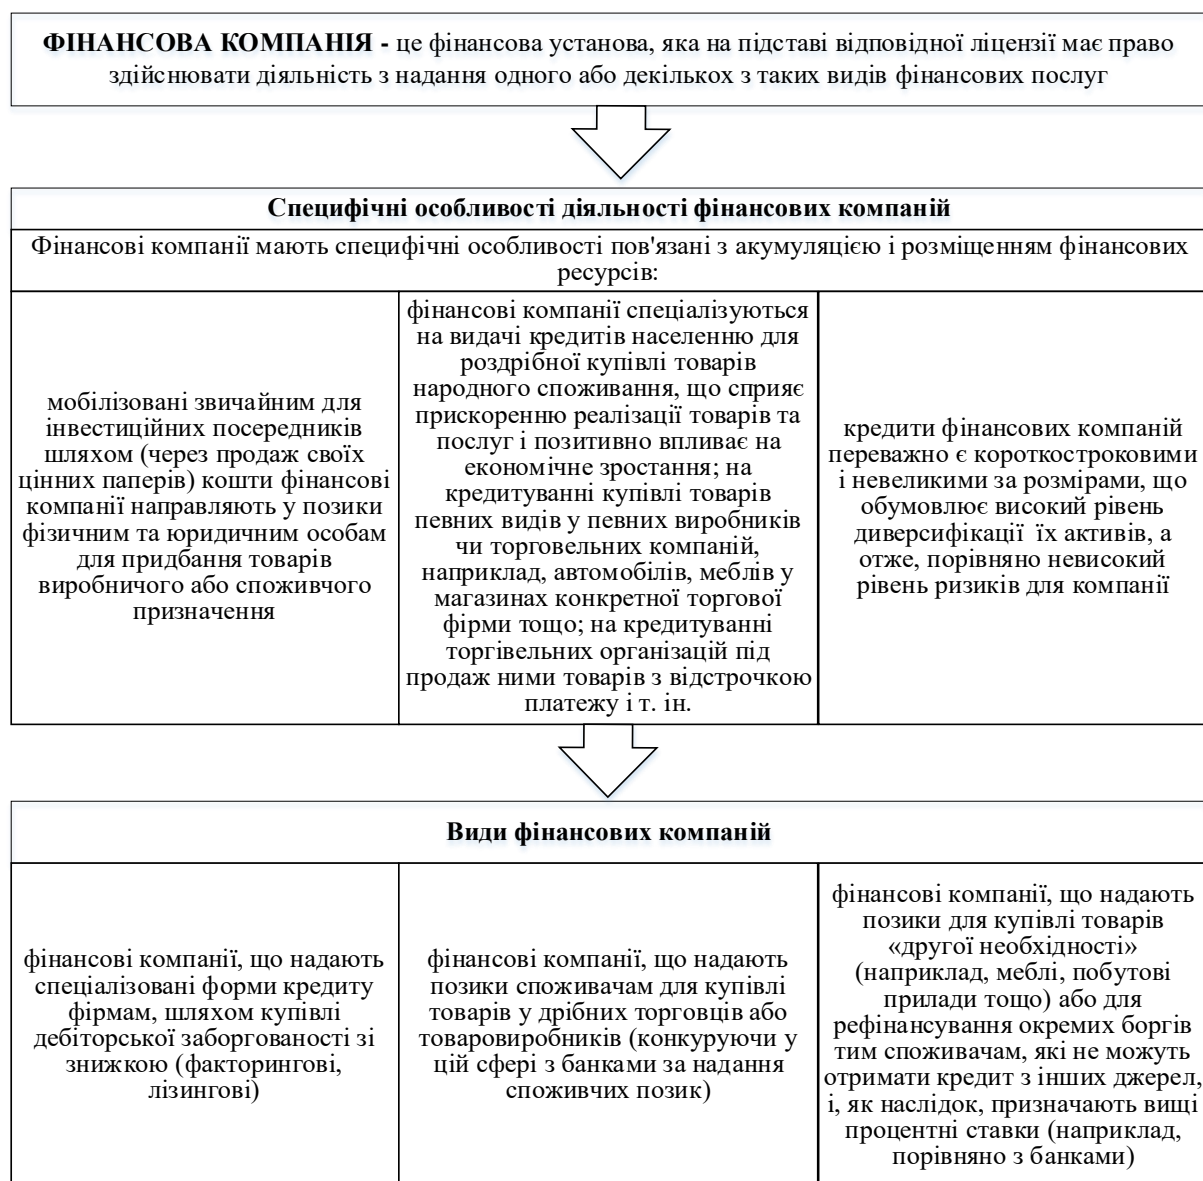 ФІНАНСОВА КОМПАНІЯ - це фінансова установа, яка на підставі відповідної ліцензії має право
здійснювати діяльність з надання одного або декількох з таких видів фінансових послуг
Специфічні особливості діяльності фінансових компаній
Фінансові компанії мають специфічні особливості пов'язані з акумуляцією і розміщенням фінансових
ресурсів:
мобілізовані звичайним для
інвестиційних посередників
шляхом (через продаж своїх
цінних паперів) кошти фінансові
компанії направляють у позики
фізичним та юридичним особам
для придбання товарів
виробничого або споживчого
призначення
фінансові компанії спеціалізуються
на видачі кредитів населенню для
роздрібної купівлі товарів
народного споживання, що сприяє
прискоренню реалізації товарів та
послуг і позитивно впливає на
економічне зростання; на
кредитуванні купівлі товарів
певних видів у певних виробників
чи торговельних компаній,
наприклад, автомобілів, меблів у
магазинах конкретної торгової
фірми тощо; на кредитуванні
торгівельних організацій під
продаж ними товарів з відстрочкою
платежу і т. ін.
кредити фінансових компаній
переважно є короткостроковими
і невеликими за розмірами, що
обумовлює високий рівень
диверсифікації їх активів, а
отже, порівняно невисокий
рівень ризиків для компанії
Види фінансових компаній
фінансові компанії, що надають
спеціалізовані форми кредиту
фірмам, шляхом купівлі
дебіторської заборгованості зі
знижкою (факторингові,
лізингові)
фінансові компанії, що надають
позики споживачам для купівлі
товарів у дрібних торговців або
товаровиробників (конкуруючи у
цій сфері з банками за надання
споживчих позик)
фінансові компанії, що надають
позики для купівлі товарів
«другої необхідності»
(наприклад, меблі, побутові
прилади тощо) або для
рефінансування окремих боргів
тим споживачам, які не можуть
отримати кредит з інших джерел,
і, як наслідок, призначають вищі
процентні ставки (наприклад,
порівняно з банками)